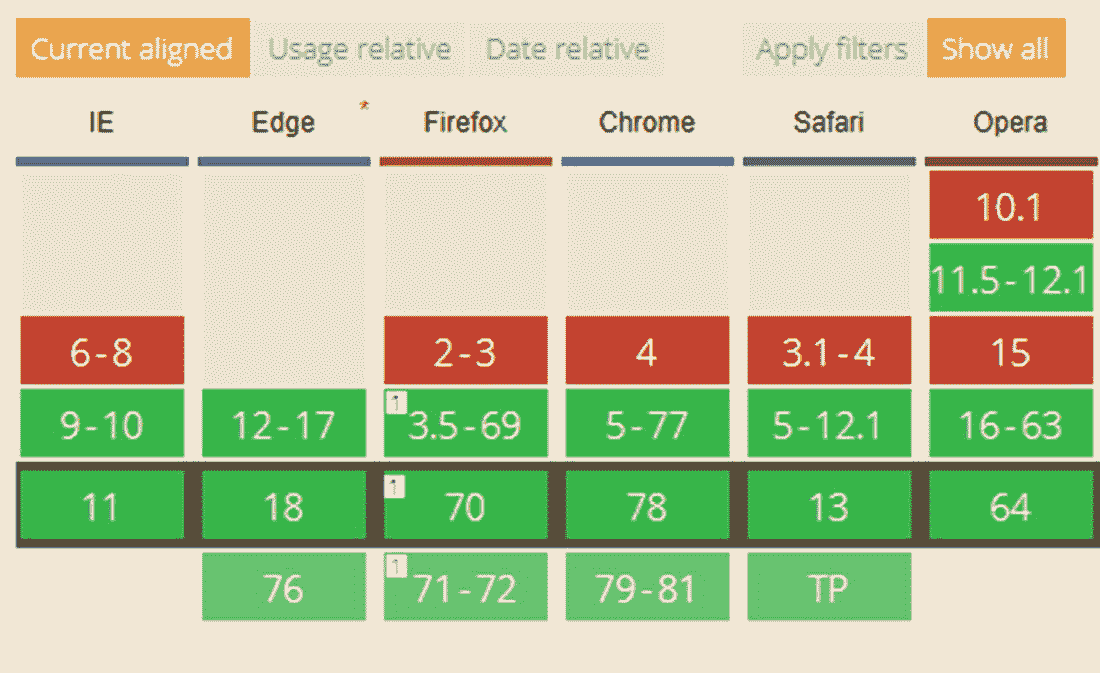 Current aligned Usage relative Date relative Apply filters Show all
IE Edge Firefox Chrome Safari Opera
10.1
11.5-12.1
6-8 2-3 4 3.1-4 15
9-10 12-17 1 3.5-69 5-77 5-12.1 16-63
11 18 1 70 78 13 64
76 1 71-72 79-81 TP